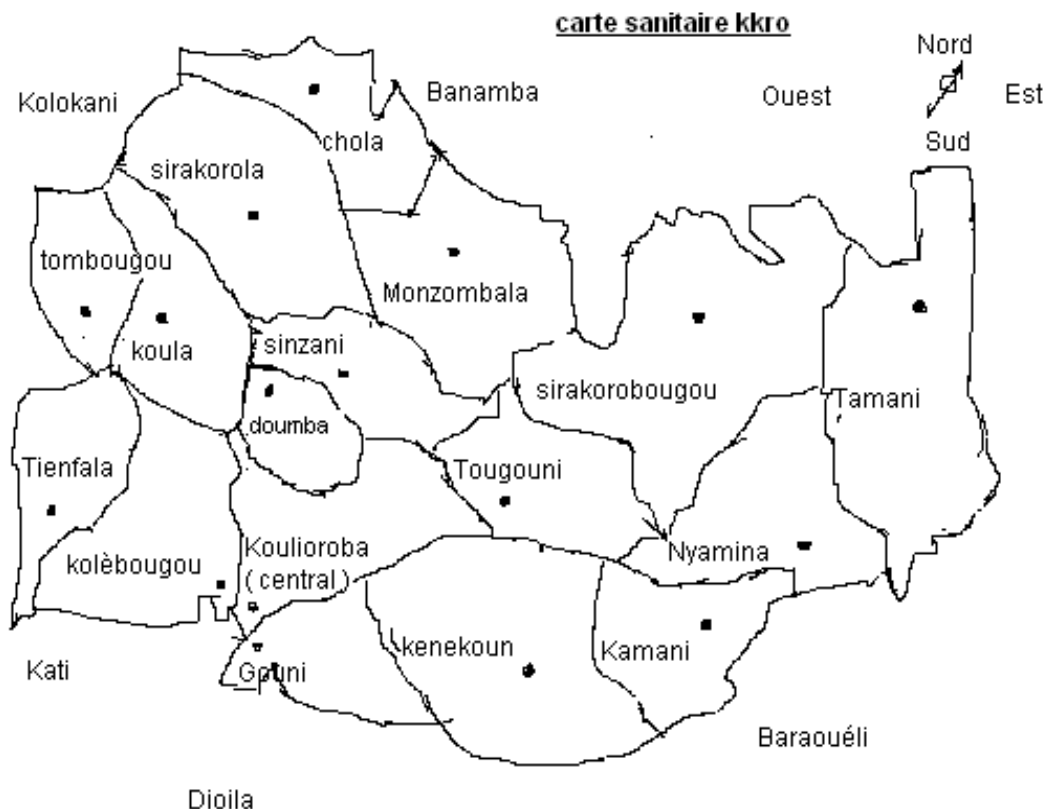 carte sanitaire kkro
Nord
Kolokani
Banamba
Ouest
Est
chola
Sud
sirakorola
tombougou
Monzombala
koula
sinzani
sirakorobougou
Tamani
doumba
Tienfala
Tougouni
kolèbougou
Koulioroba
( central )
Nyamina
Kati
Gouni
kenekoun
Kamani
Baraouéli
Dioila